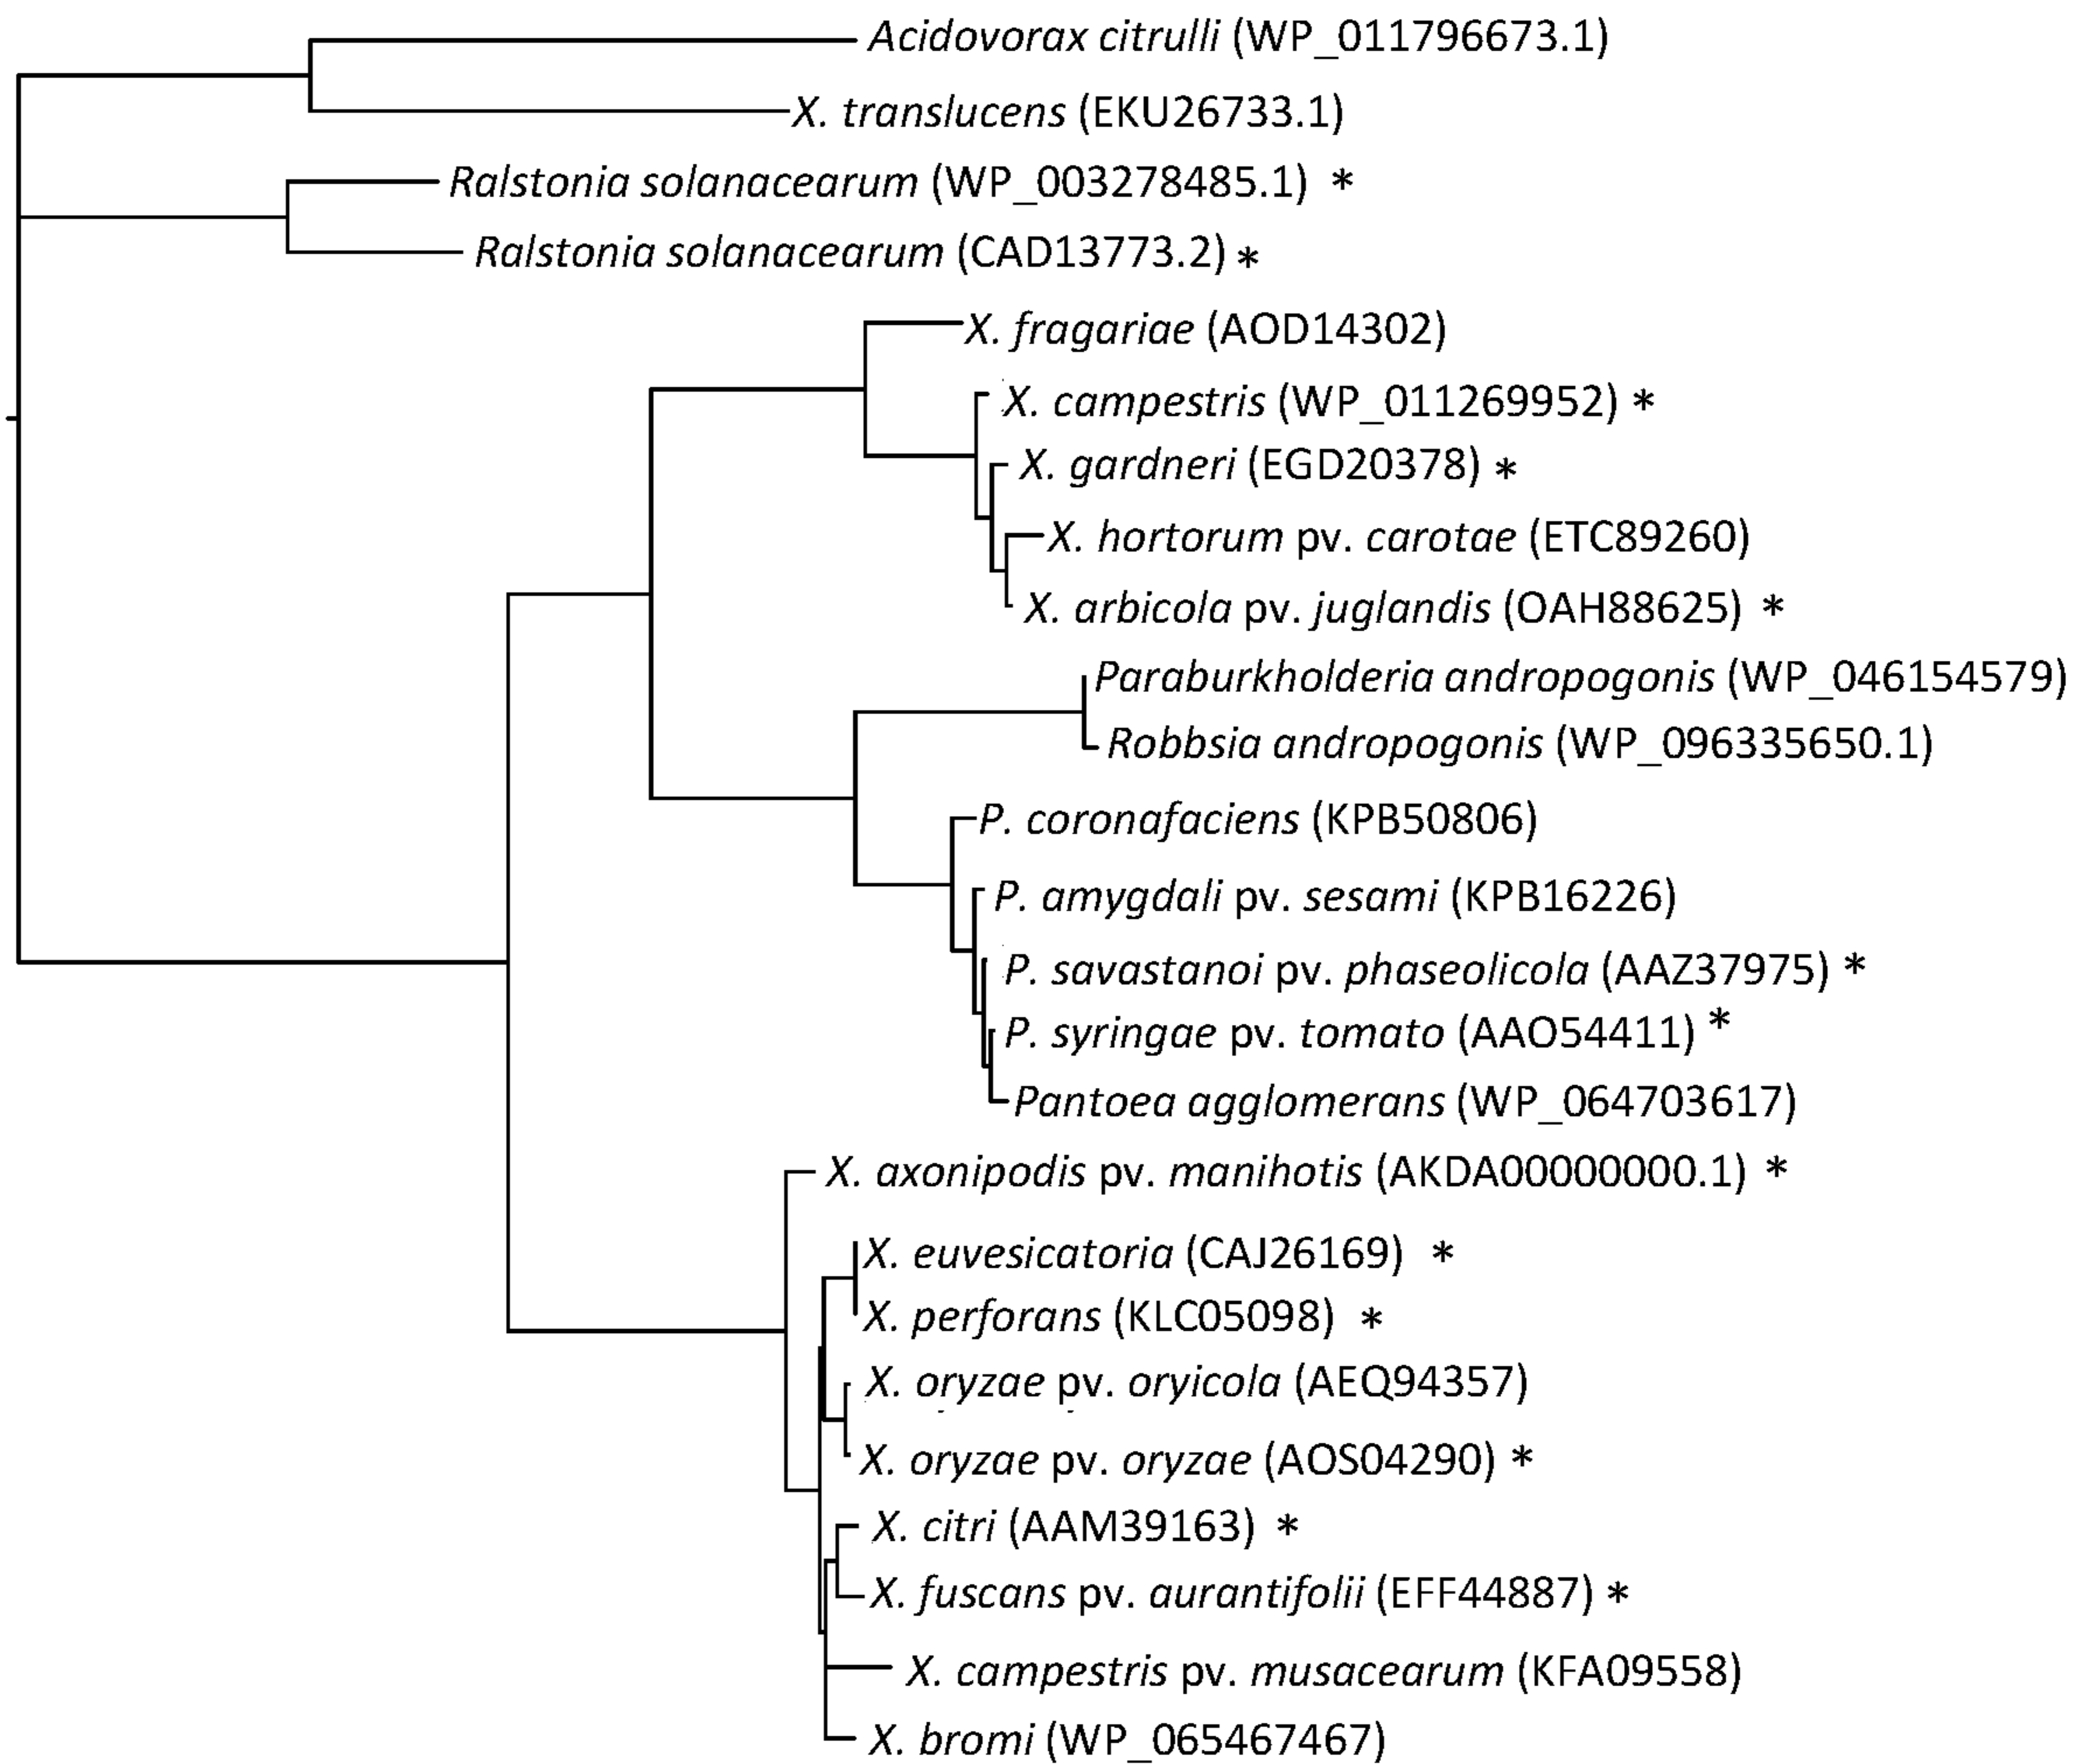 Acidovorax citrulli (WP_011796673.1)
X. translucens (EKU26733.1)
Ralstonia solanacearum (WP_003278485.1) *
Ralstonia solanacearum (CAD13773.2) *
X. fragariae (AOD14302)
X. campestris (WP_011269952) *
X. gardneri (EGD20378) *
X. hortorum pv. carotae (ETC89260)
X. arbicola pv. juglandis (OAH88625) *
Paraburkholderia andropogonis (WP_046154579)
Robbsia andropogonis (WP_096335650.1)
P. coronafaciens (KPB50806)
P. amygdali pv. sesami (KPB16226)
P. savastanoi pv. phaseolicola (AAZ37975) *
P. syringae pv. tomato (AAO54411) *
Pantoea agglomerans (WP_064703617)
X. axonipodis pv. manihotis (AKDA00000000.1) *
X. euvesicatoria (CAJ26169) *
X. perforans (KLC05098) *
X. oryzae pv. oryicola (AEQ94357)
X. oryzae pv. oryzae (AOS04290) *
X. citri (AAM39163) *
X. fuscans pv. aurantifolii (EFF44887) *
X. campestris pv. musacearum (KFA09558)
X. bromi (WP_065467467)